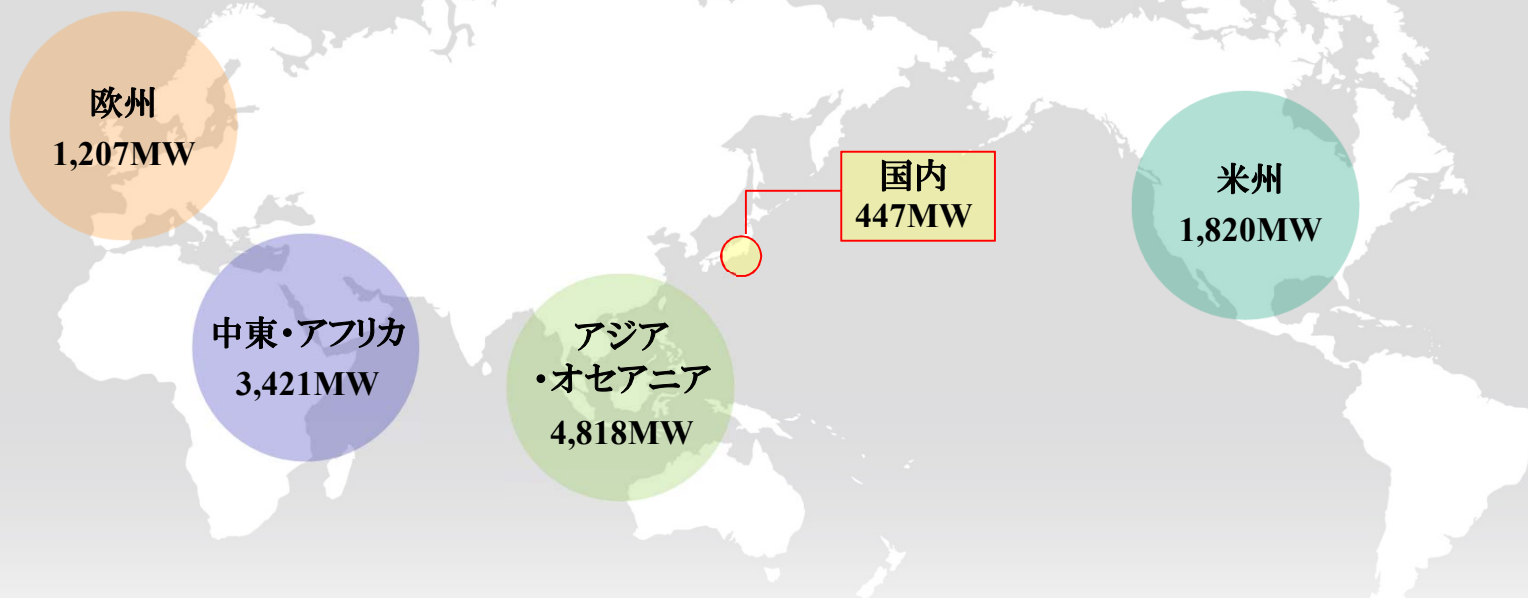 欧州
1,207MW
中東・アフリカ
3,421MW
アジア
・オセアニア
4,818MW
国内
447MW
米州
1,820MW